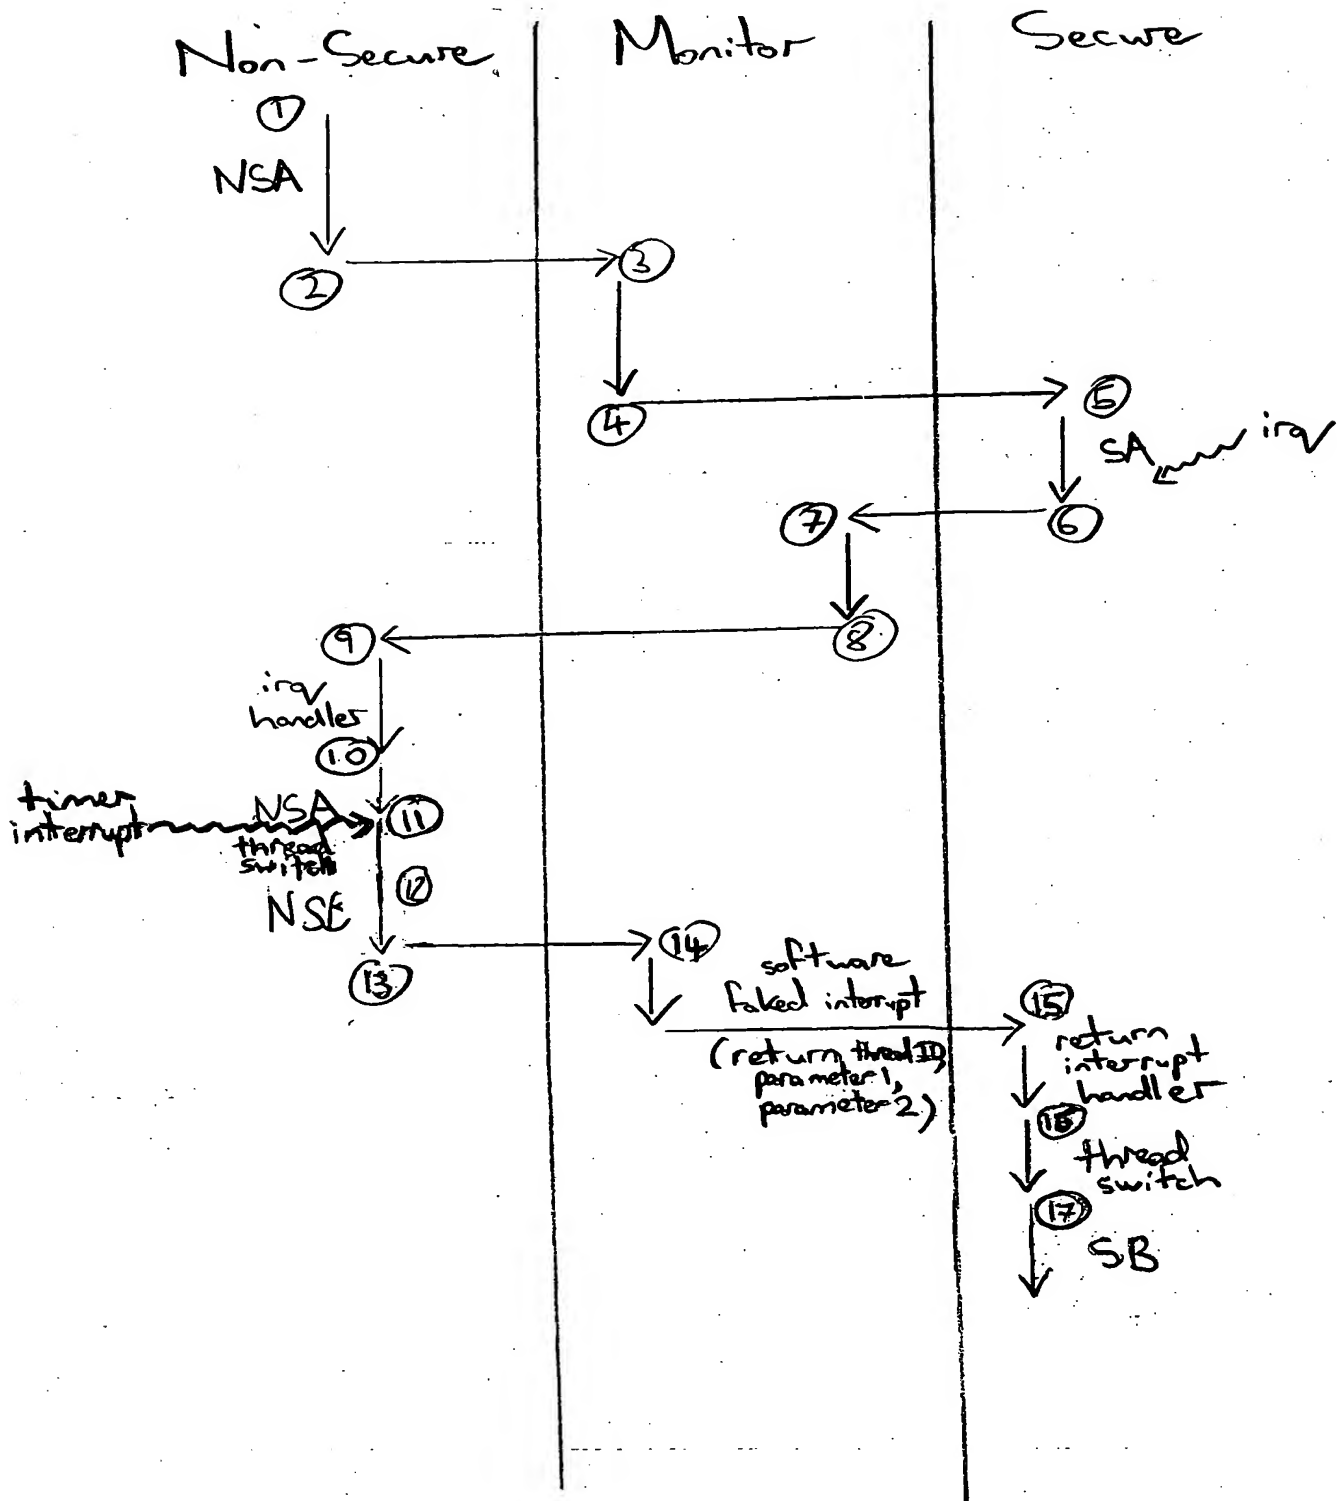 Non-Secure
Monitor
Secure
1
NSA
2
3
4
5
SA
irq
6
7
8
9
irq
handler
10
timer
interrupt
NSA
11
thread
switch
12
NSE
13
14
software
faked interrupt
(return thread ID,
parameter 1,
parameter 2)
15
return
interrupt
handler
16
thread
switch
17
SB